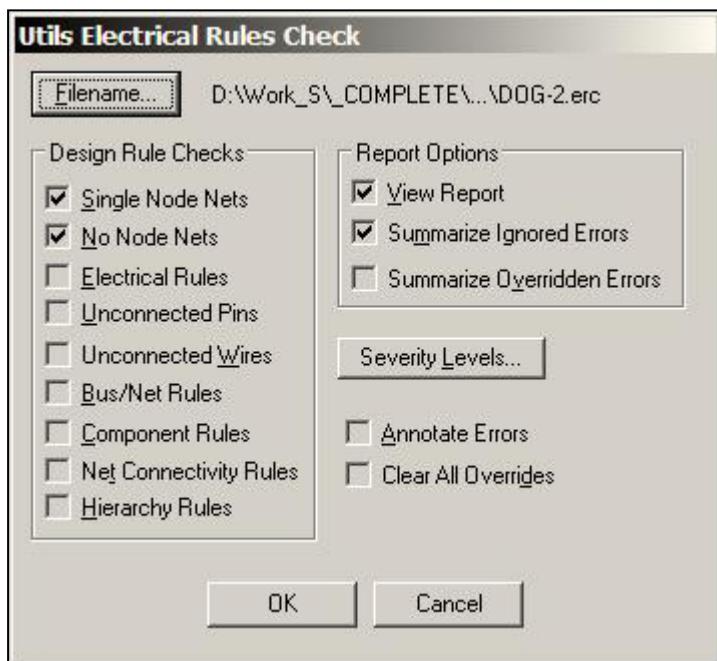 Utils Electrical Rules Check
Filename... D:\Work_S\_COMPLETE\...\DOG-2.erc
Design Rule Checks
Single Node Nets
No Node Nets
Electrical Rules
Unconnected Pins
Unconnected Wires
Bus/Net Rules
Component Rules
Net Connectivity Rules
Hierarchy Rules
Report Options
View Report
Summarize Ignored Errors
Summarize Overridden Errors
Severity Levels...
Annotate Errors
Clear All Overrides
OK Cancel